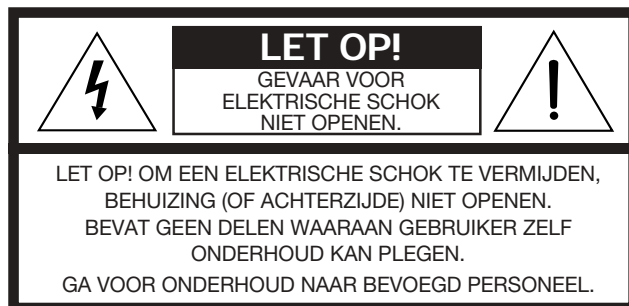 LET OP!
GEVAAR VOOR
ELEKTRISCHE SCHOK
NIET OPENEN.
LET OP! OM EEN ELEKTRISCHE SCHOK TE VERMIJDEN,
BEHUIZING (OF ACHTERZIJDE) NIET OPENEN.
BEVAT GEEN DELEN WAARAAN GEBRUIKER ZELF
ONDERHOUD KAN PLEGEN.
GA VOOR ONDERHOUD NAAR BEVOEGD PERSONEEL.